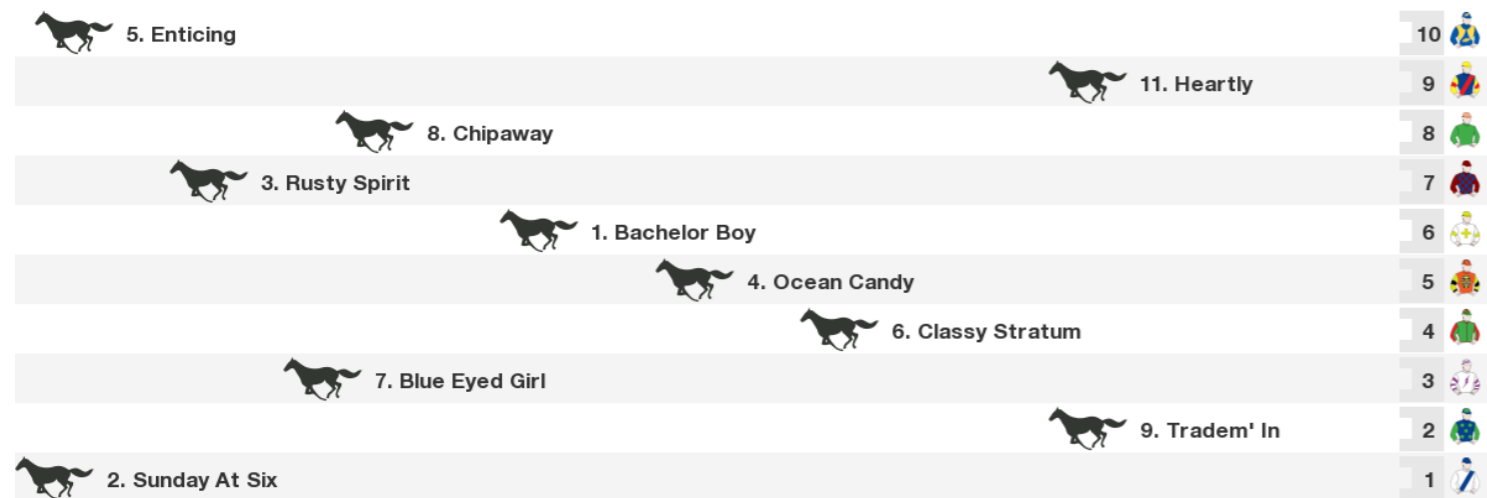 5. Enticing 10
11. Heartly 9
8. Chipaway 8
3. Rusty Spirit 7
1. Bachelor Boy 6
4. Ocean Candy 5
6. Classy Stratum 4
7. Blue Eyed Girl 3
9. Tradem' In 2
2. Sunday At Six 1